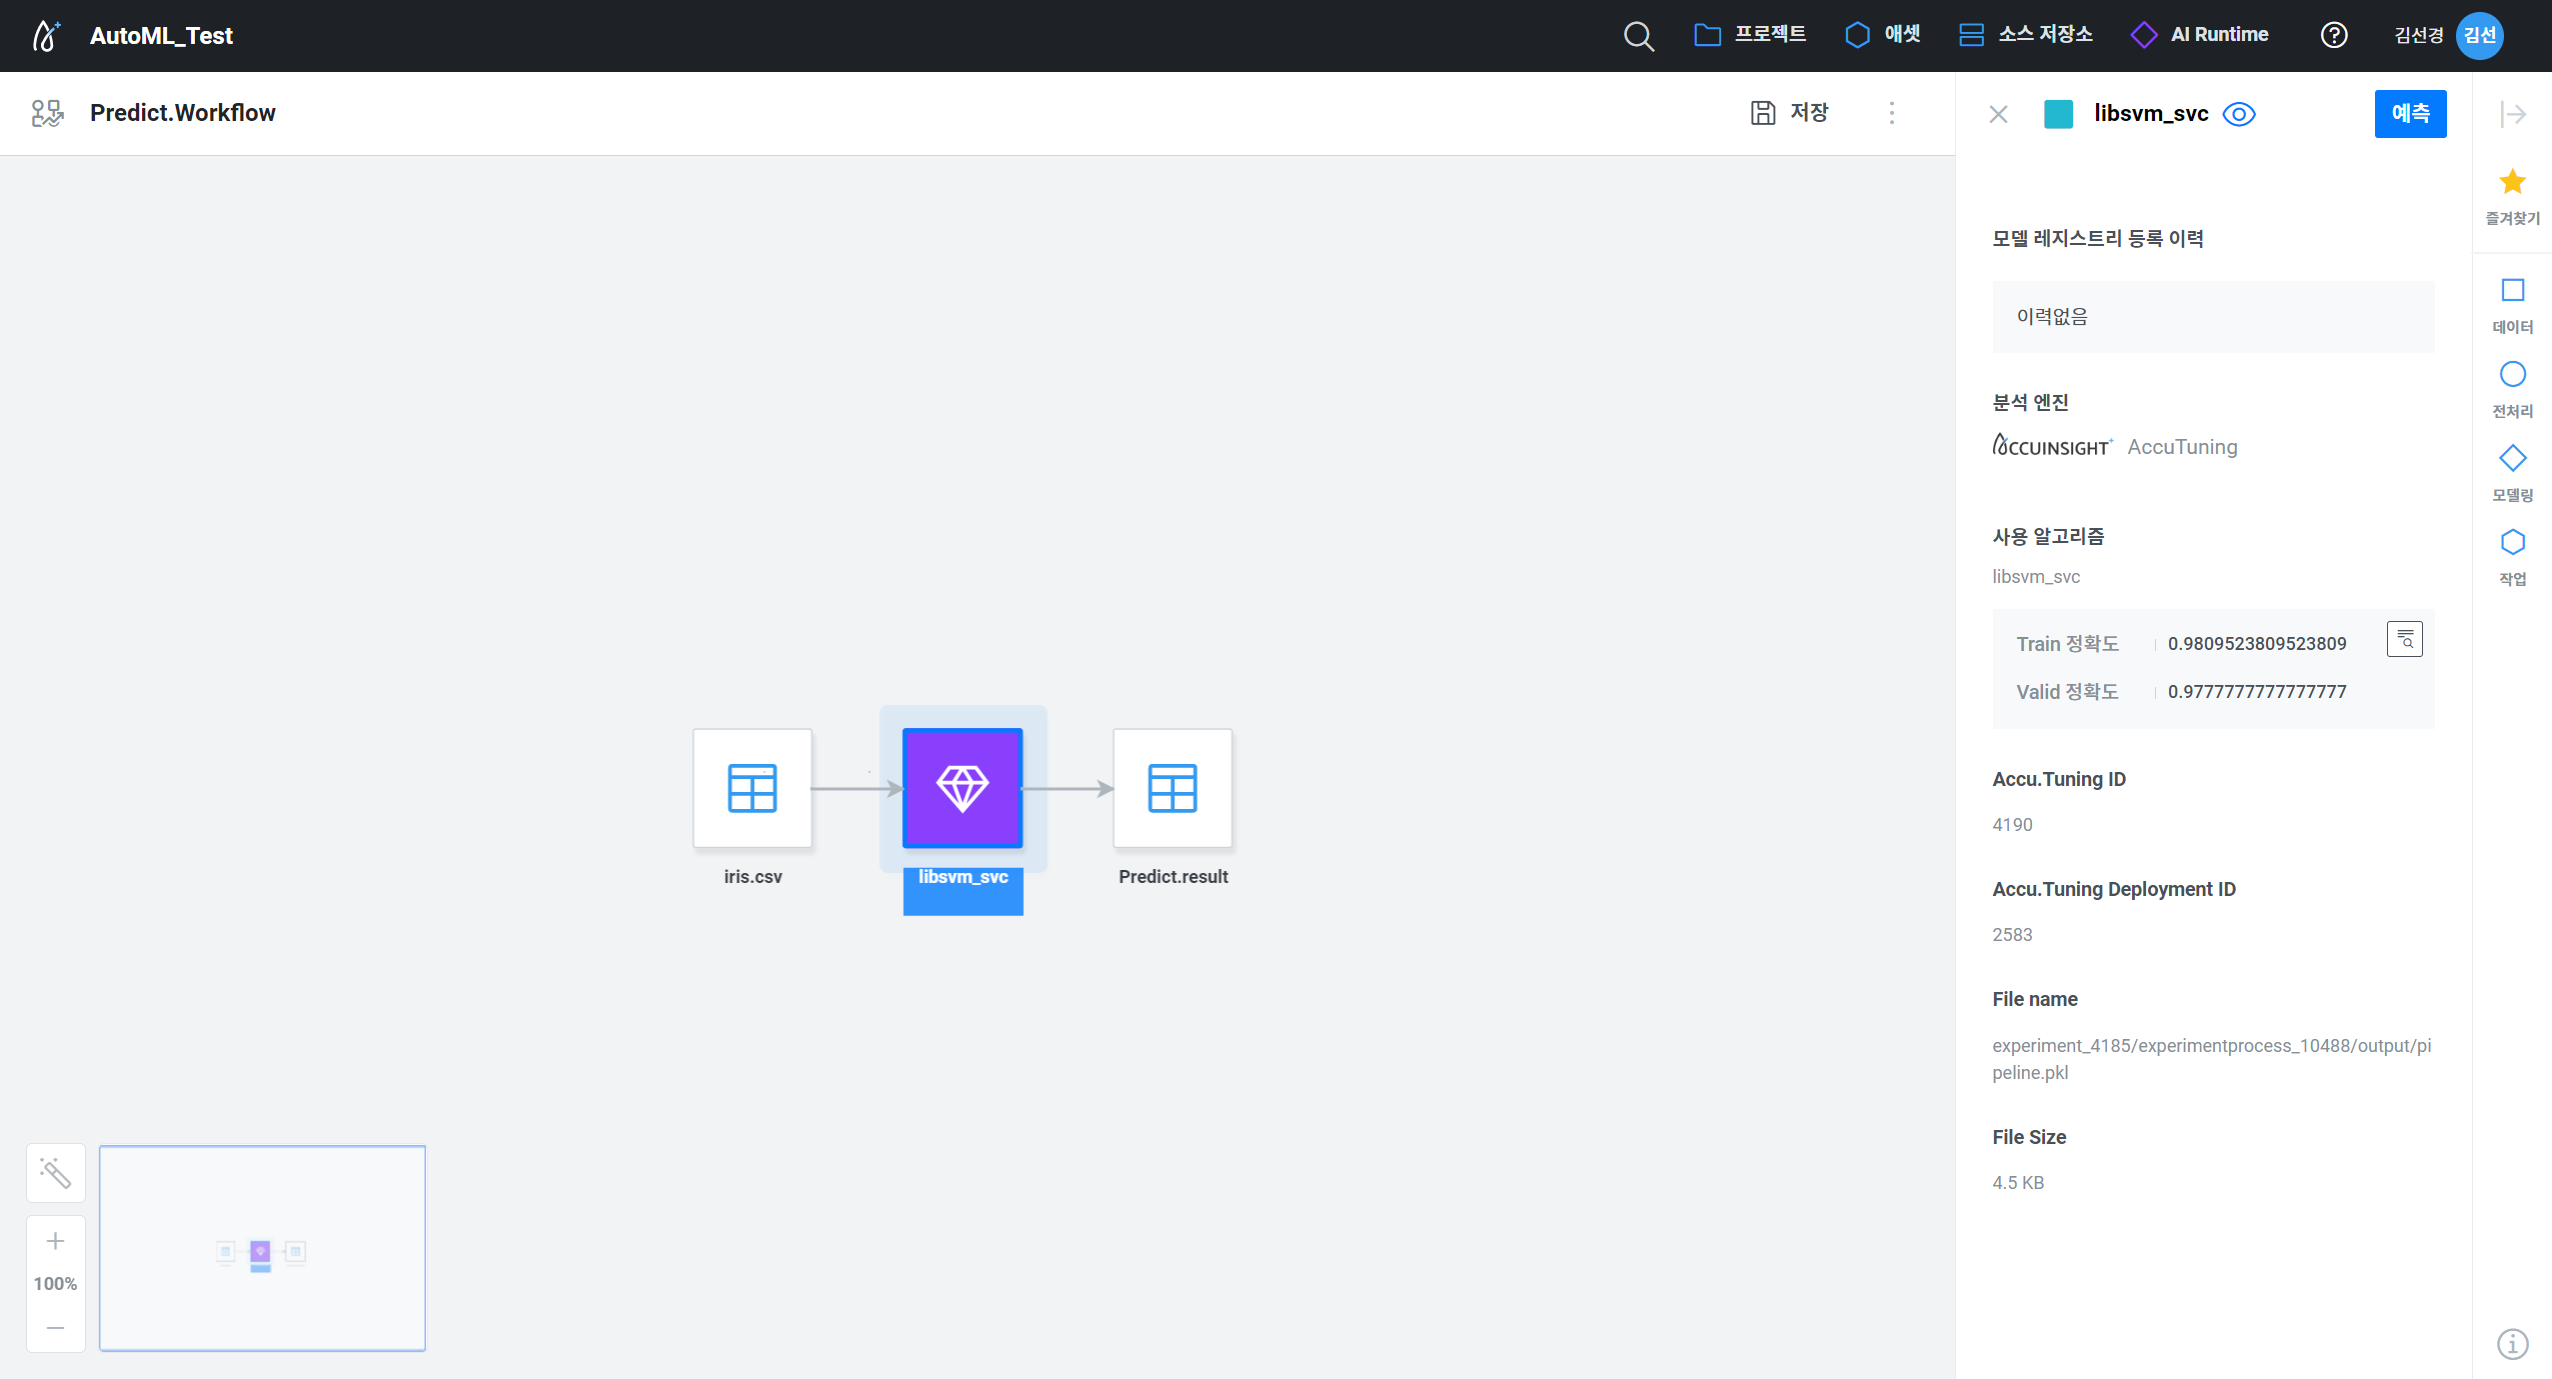 AutoML_Test
프로젝트
애셋
소스 저장소
AI Runtime
김선경
김선
Predict.Workflow
저장
libsvm_svc
예측
즐겨찾기
데이터
전처리
모델링
작업
모델 레지스트리 등록 이력
이력없음
분석 엔진
ACCUINSIGHT+ AccuTuning
사용 알고리즘
libsvm_svc
Train 정확도 0.9809523809523809
Valid 정확도 0.9777777777777777
Accu.Tuning ID
4190
Accu.Tuning Deployment ID
2583
File name
experiment_4185/experimentprocess_10488/output/pi
peline.pkl
File Size
4.5 KB
iris.csv
libsvm_svc
Predict.result
100%